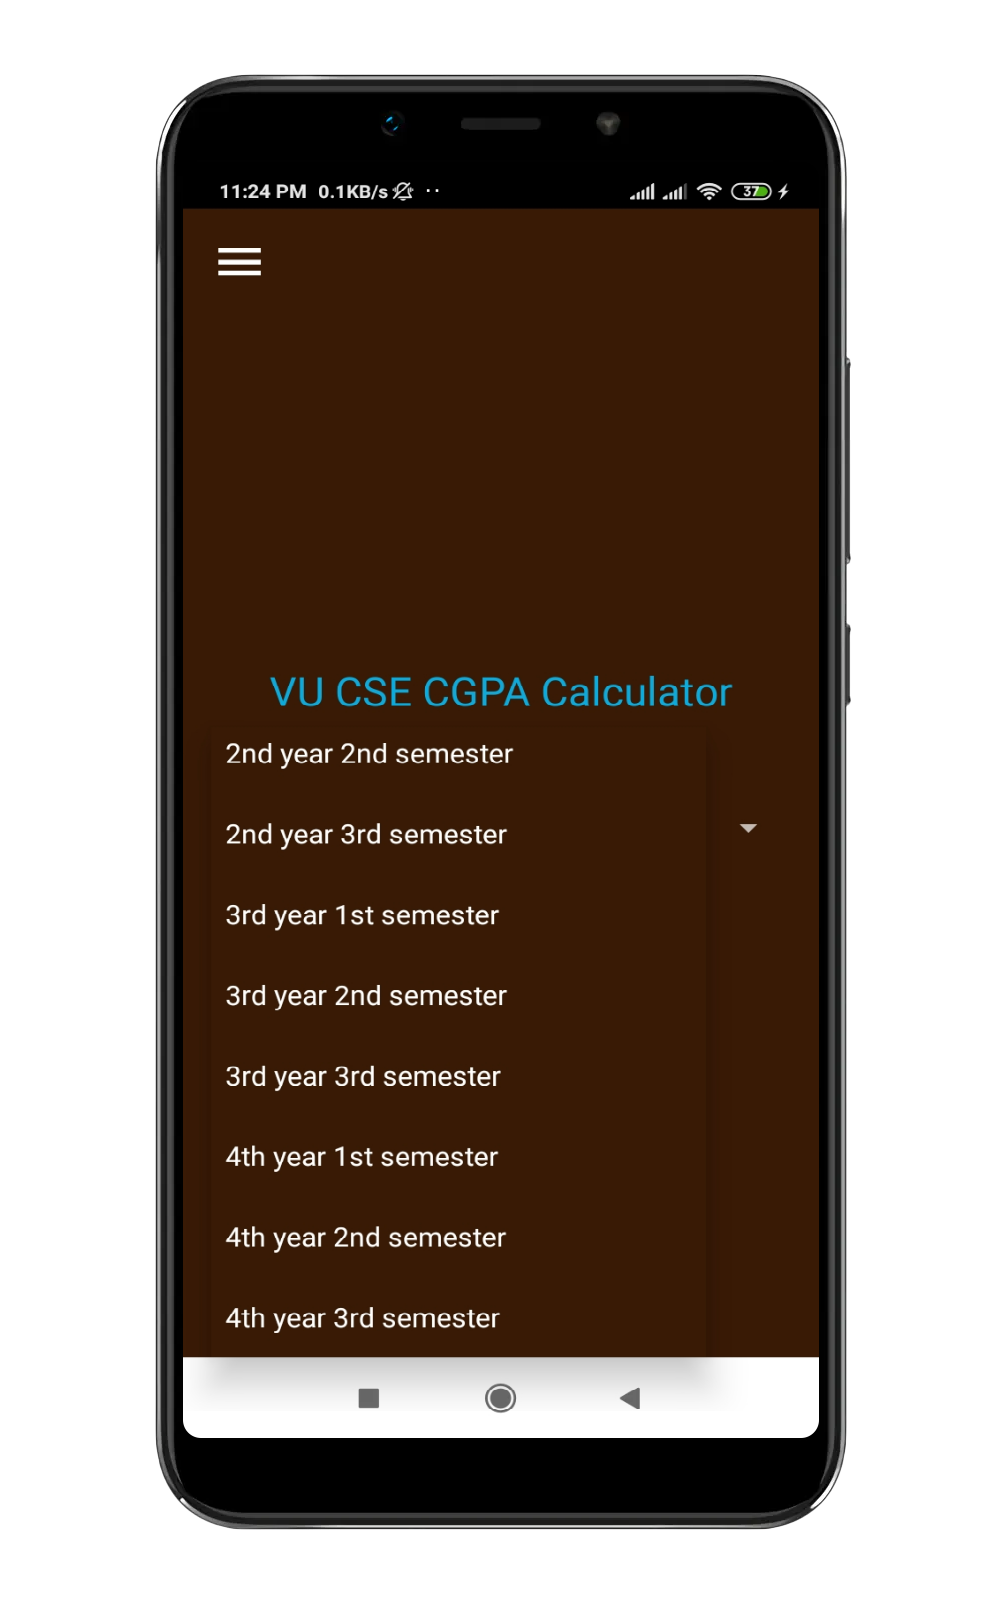 11:24 PM 0.1KB/s 37
VU CSE CGPA Calculator
2nd year 2nd semester
2nd year 3rd semester
3rd year 1st semester
3rd year 2nd semester
3rd year 3rd semester
4th year 1st semester
4th year 2nd semester
4th year 3rd semester